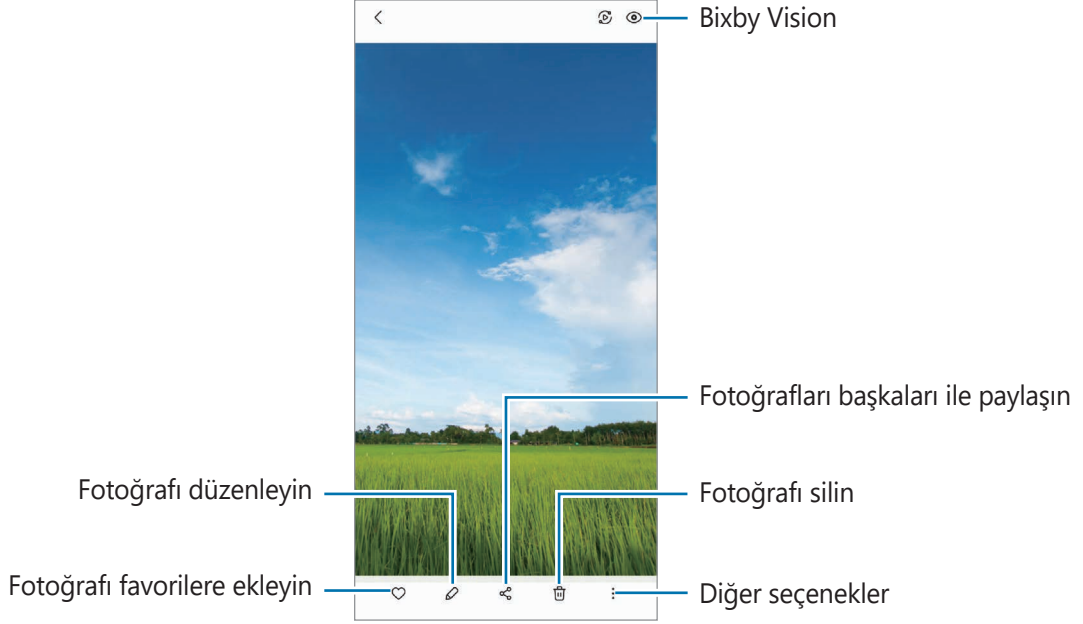 Bixby Vision
Fotoğrafları başkaları ile paylaşın
Fotoğrafı düzenleyin
Fotoğrafı silin
Fotoğrafı favorilere ekleyin
Diğer seçenekler